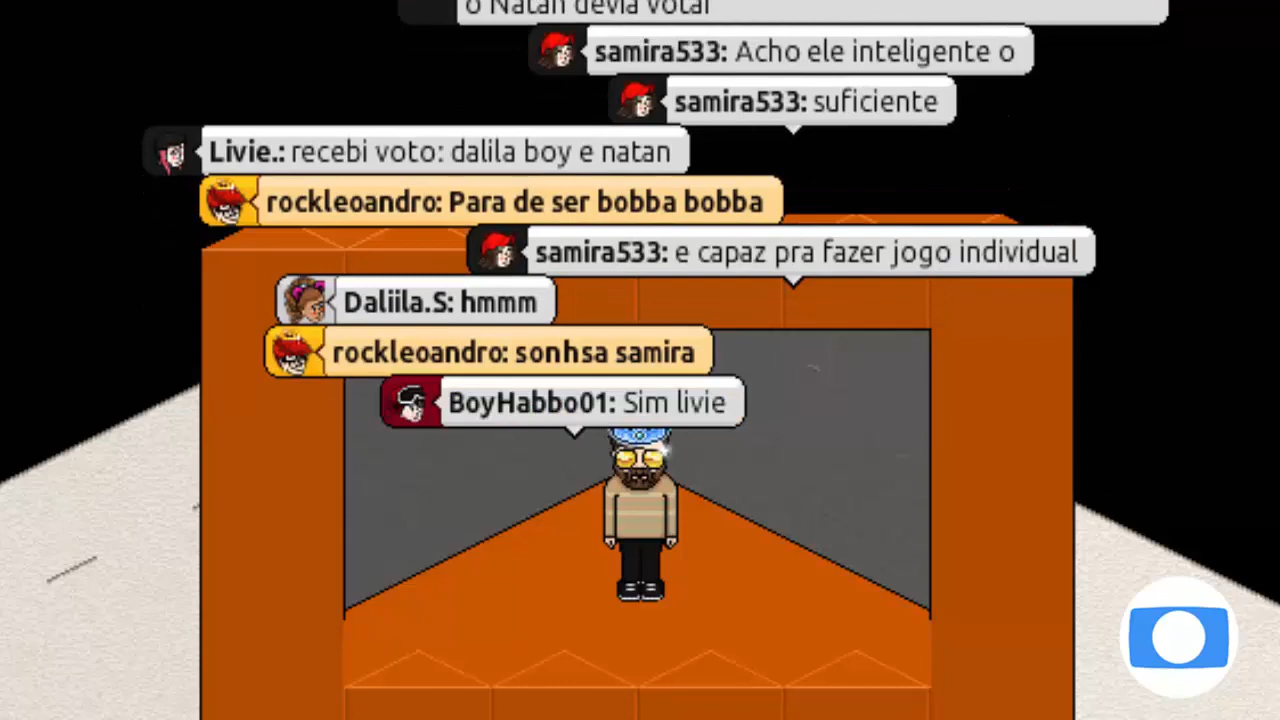 o Natan devia votar
samira533: Acho ele inteligente o
samira533: suficiente
Livie.: recebi voto: dalila boy e natan
rockleoandro: Para de ser bobba bobba
samira533: e capaz pra fazer jogo individual
Daliila.S: hmmm
rockleoandro: sonhsa samira
BoyHabbo01: Sim livie